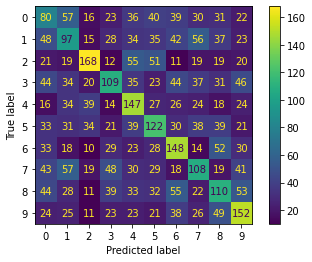 0 80 57 16 23 36 40 39 30 31 22
1 48 97 15 28 34 35 42 56 37 23
2 21 19 168 12 55 51 11 19 19 20
3 44 34 20 109 35 23 44 37 31 46
4 16 34 39 14 147 27 26 24 18 24
5 33 31 34 21 39 122 30 38 39 21
6 33 18 10 29 23 28 148 14 52 30
7 43 57 19 48 30 29 18 108 19 40
8 44 28 11 39 33 32 55 22 110 53
9 24 25 11 23 23 21 38 26 49 152
0 1 2 3 4 5 6 7 8 9
Predicted label
True label
160
140
120
100
80
60
40
20